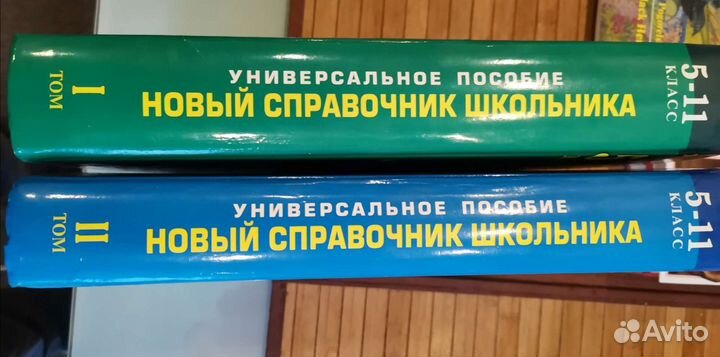 ТОМ
I
УНИВЕРСАЛЬНОЕ ПОСОБИЕ
НОВЫЙ СПРАВОЧНИК ШКОЛЬНИКА
5-11
КЛАСС
ТОМ
II
УНИВЕРСАЛЬНОЕ ПОСОБИЕ
НОВЫЙ СПРАВОЧНИК ШКОЛЬНИКА
5-11
КЛАСС
Avito